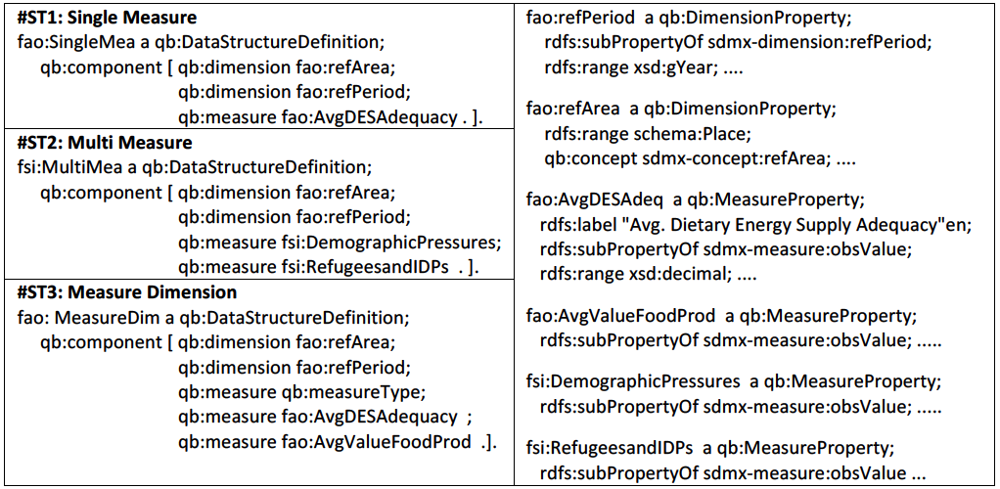 #ST1: Single Measure
fao:SingleMea a qb:DataStructureDefinition;
qb:component [ qb:dimension fao:refArea;
qb:dimension fao:refPeriod;
qb:measure fao:AvgDESAdequacy . ].
#ST2: Multi Measure
fsi:MultiMea a qb:DataStructureDefinition;
qb:component [ qb:dimension fao:refArea;
qb:dimension fao:refPeriod;
qb:measure fsi:DemographicPressures;
qb:measure fsi:RefugeesandIDPs . ].
#ST3: Measure Dimension
fao: MeasureDim a qb:DataStructureDefinition;
qb:component [ qb:dimension fao:refArea;
qb:dimension fao:refPeriod;
qb:measure qb:measureType;
qb:measure fao:AvgDESAdequacy ;
qb:measure fao:AvgValueFoodProd .].
fao:refPeriod a qb:DimensionProperty;
rdfs:subPropertyOf sdmx-dimension:refPeriod;
rdfs:range xsd:gYear; ....
fao:refArea a qb:DimensionProperty;
rdfs:range schema:Place;
qb:concept sdmx-concept:refArea; ....
fao:AvgDESAdeq a qb:MeasureProperty;
rdfs:label "Avg. Dietary Energy Supply Adequacy"en;
rdfs:subPropertyOf sdmx-measure:obsValue;
rdfs:range xsd:decimal; ....
fao:AvgValueFoodProd a qb:MeasureProperty;
rdfs:subPropertyOf sdmx-measure:obsValue; .....
fsi:DemographicPressures a qb:MeasureProperty;
rdfs:subPropertyOf sdmx-measure:obsValue; .....
fsi:RefugeesandIDPs a qb:MeasureProperty;
rdfs:subPropertyOf sdmx-measure:obsValue ...